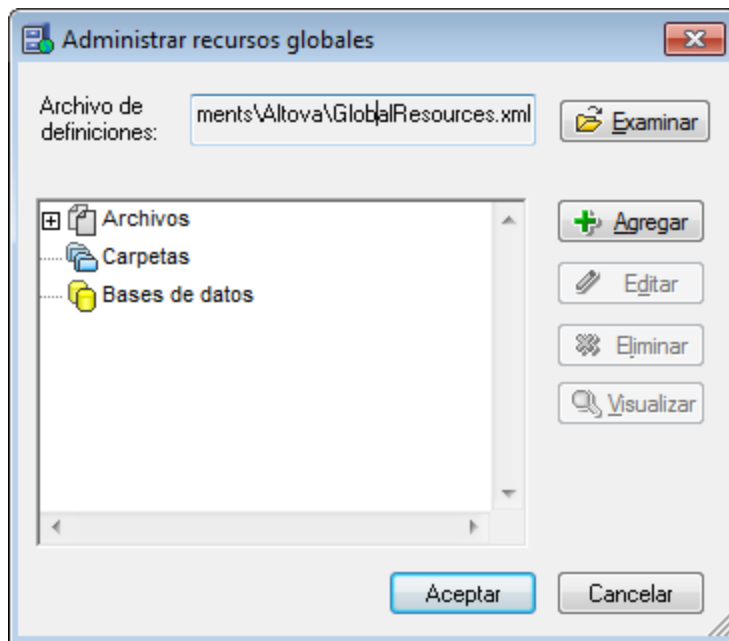 Administrar recursos globales
Archivo de
definiciones:
ments\Altova\GlobalResources.xml
Examinar
Archivos
Carpetas
Bases de datos
Agregar
Editar
Eliminar
Visualizar
Aceptar
Cancelar